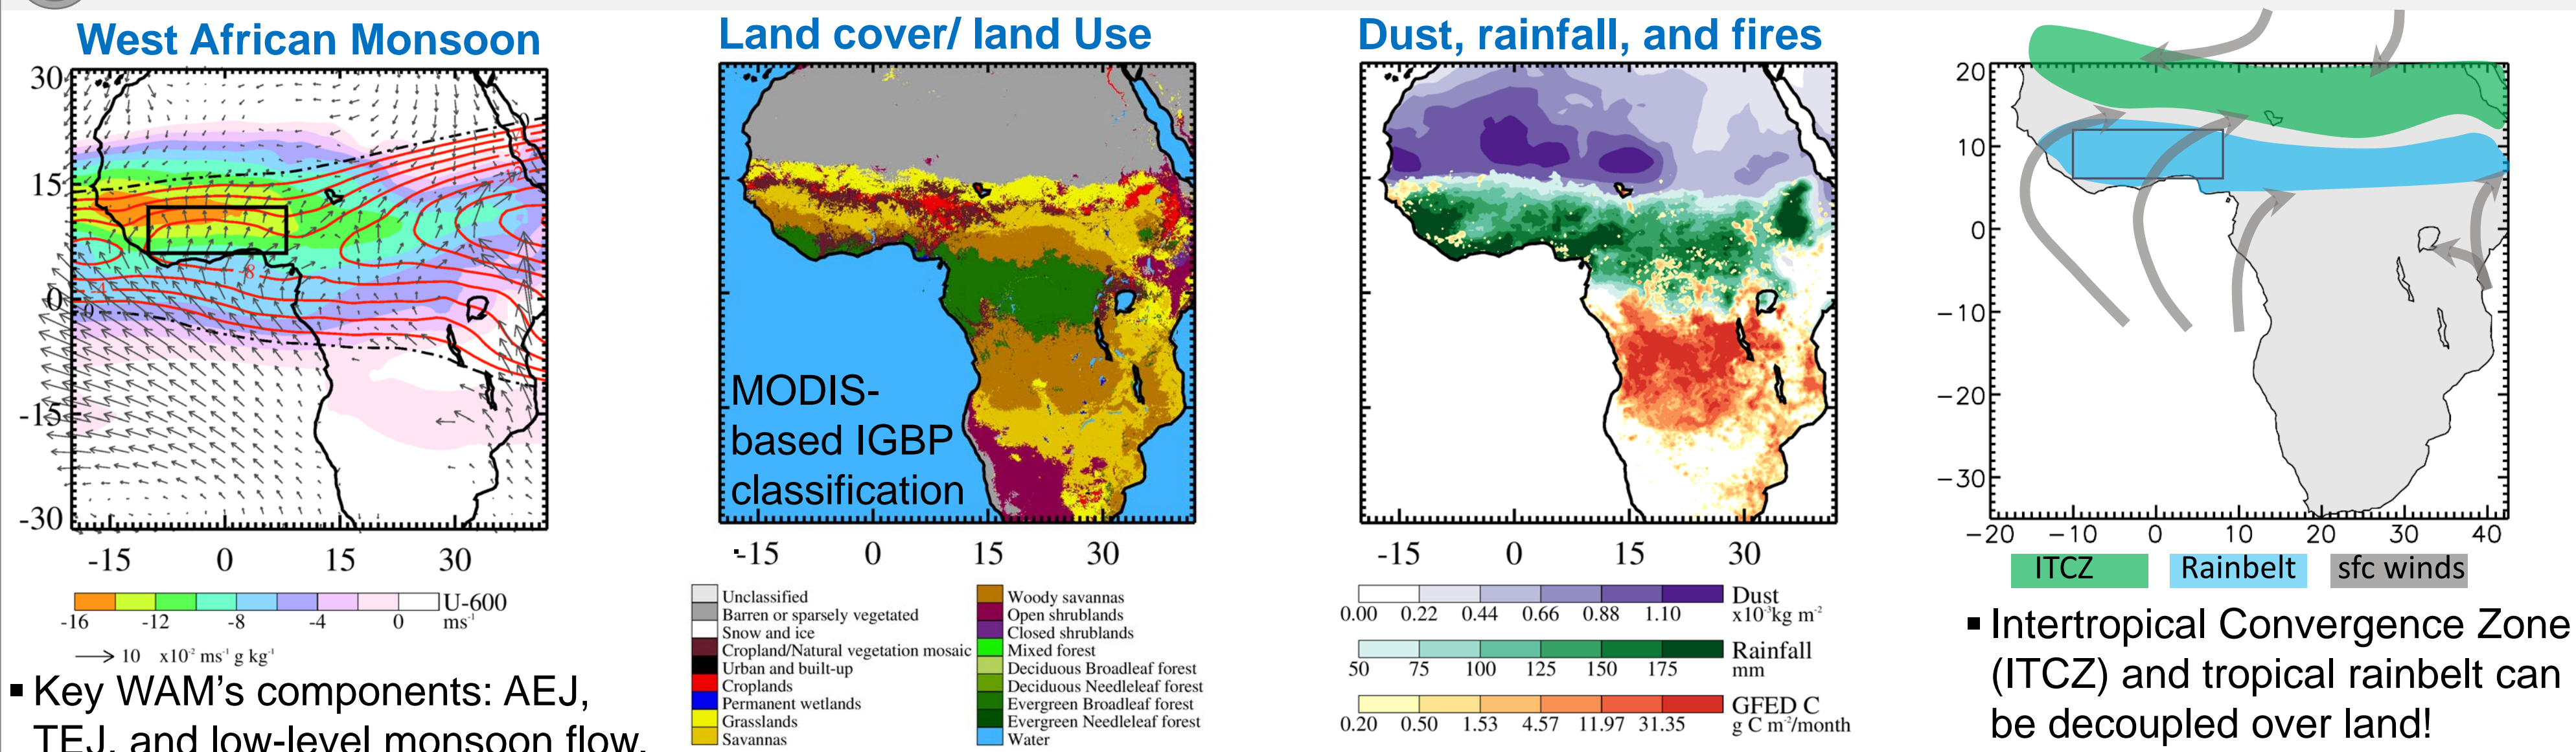 West African Monsoon
30
15
0
-15
-30
-8
-4
0
0
-15 0 15 30
-16 -12 -8 -4 0
U-600
ms⁻¹
10 x10⁻² ms⁻¹ g kg⁻¹
▪ Key WAM's components: AEJ,
TEJ, and low-level monsoon flow.
Land cover/ land Use
MODIS-
based IGBP
classification
-15 0 15 30
Unclassified
Barren or sparsely vegetated
Snow and ice
Cropland/Natural vegetation mosaic
Urban and built-up
Croplands
Permanent wetlands
Grasslands
Savannas
Woody savannas
Open shrublands
Closed shrublands
Mixed forest
Deciduous Broadleaf forest
Deciduous Needleleaf forest
Evergreen Broadleaf forest
Evergreen Needleleaf forest
Water
Dust, rainfall, and fires
-15 0 15 30
0.00 0.22 0.44 0.66 0.88 1.10
Dust
x10⁻³kg m⁻²
50 75 100 125 150 175
Rainfall
mm
0.20 0.50 1.53 4.57 11.97 31.35
GFED C
g C m⁻²/month
20
10
0
−10
−20
−30
−20 −10 0 10 20 30 40
ITCZ Rainbelt sfc winds
▪ Intertropical Convergence Zone
(ITCZ) and tropical rainbelt can
be decoupled over land!